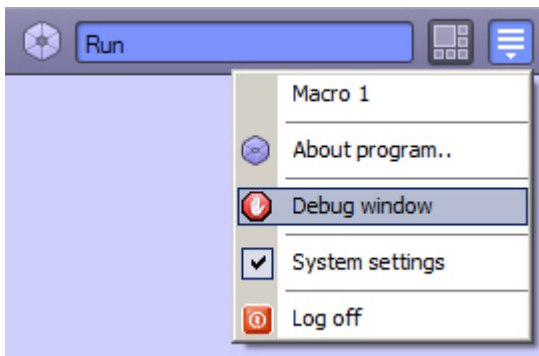 Run
Macro 1
About program..
Debug window
System settings
Log off